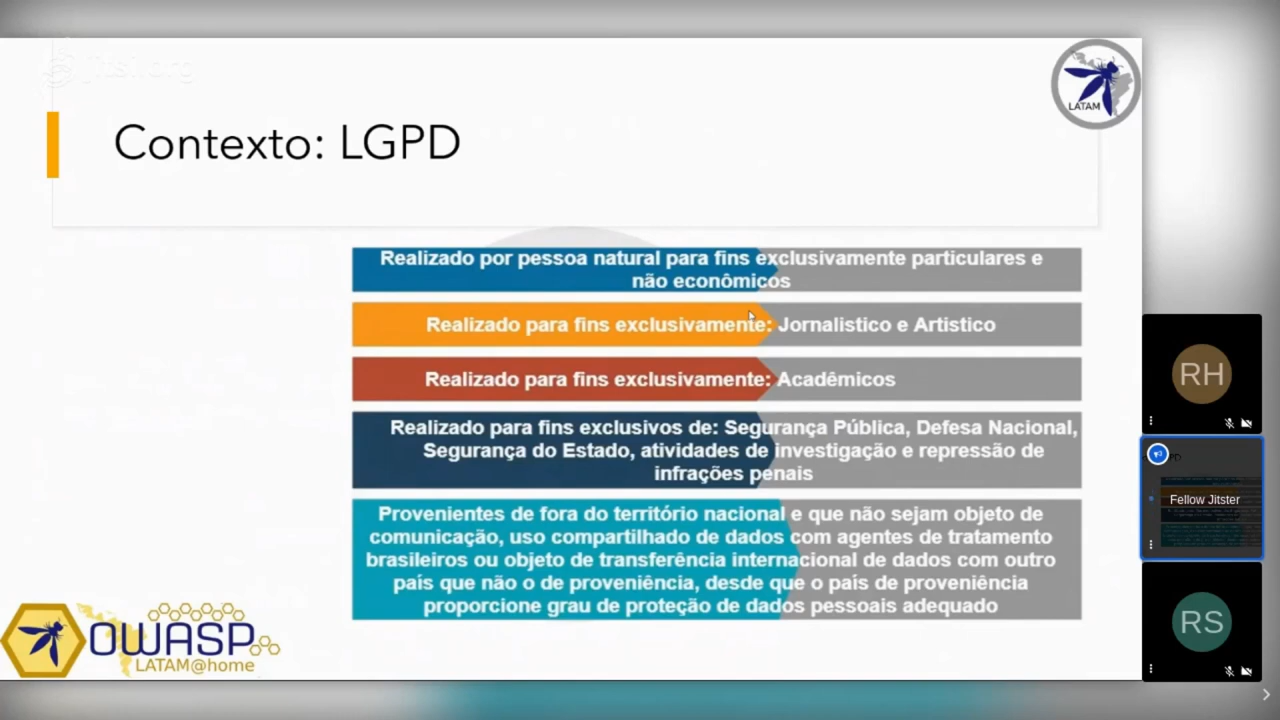 jitsi.org
LATAM
Contexto: LGPD
Realizado por pessoa natural para fins exclusivamente particulares e
não econômicos
Realizado para fins exclusivamente: Jornalistico e Artistico
Realizado para fins exclusivamente: Acadêmicos
Realizado para fins exclusivos de: Segurança Pública, Defesa Nacional,
Segurança do Estado, atividades de investigação e repressão de
infrações penais
Provenientes de fora do território nacional e que não sejam objeto de
comunicação, uso compartilhado de dados com agentes de tratamento
brasileiros ou objeto de transferência internacional de dados com outro
país que não o de proveniência, desde que o país de proveniência
proporcione grau de proteção de dados pessoais adequado
OWASP
LATAM@home
RH
PD
Fellow Jitster
RS